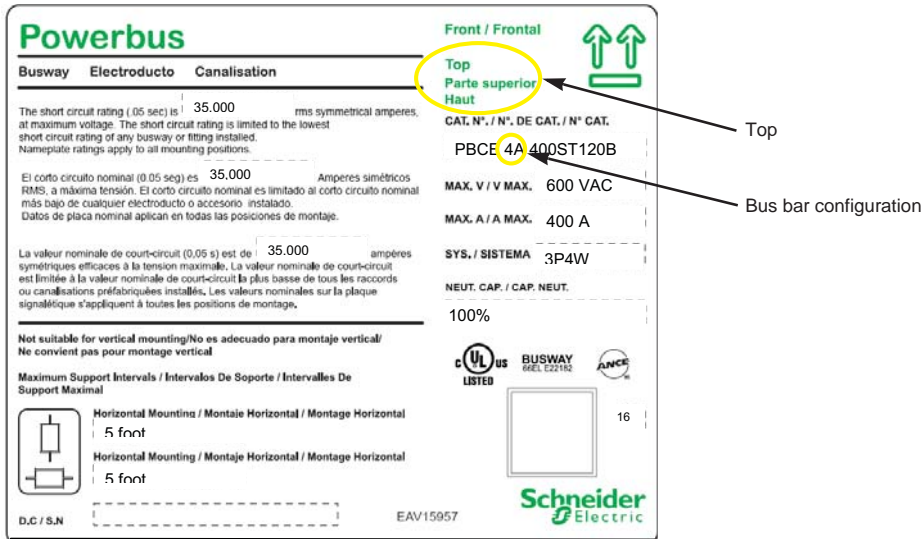 Powerbus
Busway Electroducto Canalisation
The short circuit rating (.05 sec) is 35.000 rms symmetrical amperes,
at maximum voltage. The short circuit rating is limited to the lowest
short circuit rating of any busway or fitting installed.
Nameplate ratings apply to all mounting positions.
El corto circuito nominal (0.05 seg) es 35.000 Amperes simétricos
RMS, a máxima tensión. El corto circuito nominal es limitado al corto circuito nominal
más bajo de cualquier electroducto o accesorio instalado.
Datos de placa nominal aplican en todas las posiciones de montaje.
La valeur nominale de court-circuit (0,05 s) est de 35.000 ampères
symétriques efficaces à la tension maximale. La valeur nominale de court-circuit
est limitée à la valeur nominale de court-circuit la plus basse de tous les raccords
ou canalisations préfabriquées installés. Les valeurs nominales sur la plaque
signalétique s'appliquent à toutes les positions de montage.
Not suitable for vertical mounting/No es adecuado para montaje vertical/
Ne convient pas pour montage vertical
Maximum Support Intervals / Intervalos De Soporte / Intervalles De
Support Maximal
Horizontal Mounting / Montaje Horizontal / Montage Horizontal
5 foot
Horizontal Mounting / Montaje Horizontal / Montage Horizontal
5 foot
D.C / S.N
EAV15957
Front / Frontal
Top
Parte superior
Haut
CAT. N°. / N°. DE CAT. / N° CAT.
PBCE 4A 400ST120B
MAX. V / V MAX. 600 VAC
MAX. A / A MAX. 400 A
SYS. / SISTEMA 3P4W
NEUT. CAP. / CAP. NEUT.
100%
c UL us
LISTED
BUSWAY
66EL E22182
ANCE
16
Schneider
Electric
Top
Bus bar configuration